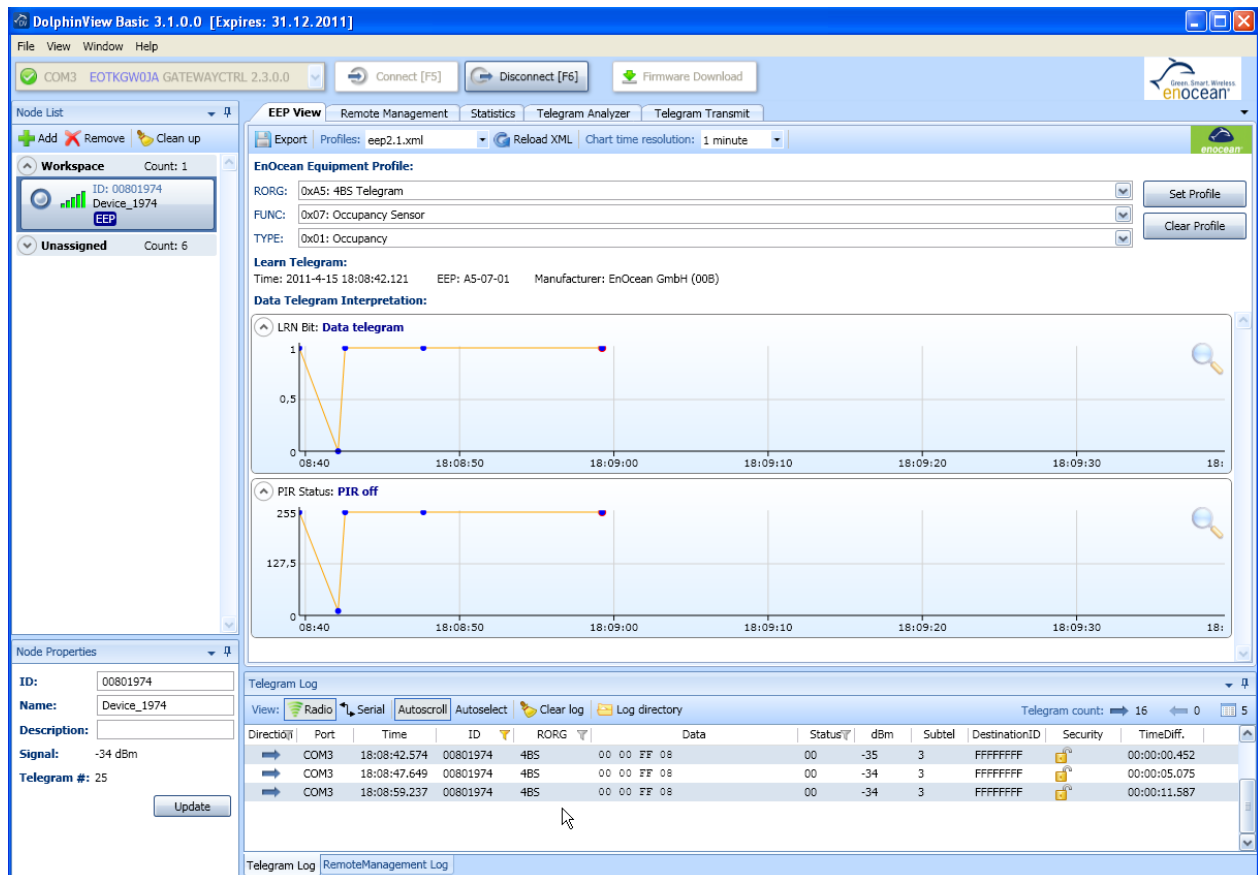 DolphinView Basic 3.1.0.0 [Expires: 31.12.2011]
File View Window Help
COM3 EOTKGW0JA GATEWAYCTRL 2.3.0.0 Connect [F5] Disconnect [F6] Firmware Download
Green. Smart. Wireless.
enocean
Node List
Add Remove Clean up
Workspace Count: 1
ID: 00801974
Device_1974
EEP
Unassigned Count: 6
EEP View Remote Management Statistics Telegram Analyzer Telegram Transmit
Export Profiles: eep2.1.xml Reload XML Chart time resolution: 1 minute
enocean
EnOcean Equipment Profile:
RORG: 0xA5: 4BS Telegram Set Profile
FUNC: 0x07: Occupancy Sensor
Clear Profile
TYPE: 0x01: Occupancy
Learn Telegram:
Time: 2011-4-15 18:08:42.121 EEP: A5-07-01 Manufacturer: EnOcean GmbH (00B)
Data Telegram Interpretation:
LRN Bit: Data telegram
1
0,5
0
08:40 18:08:50 18:09:00 18:09:10 18:09:20 18:09:30 18:
PIR Status: PIR off
255
127,5
0
08:40 18:08:50 18:09:00 18:09:10 18:09:20 18:09:30 18:
Node Properties
ID: 00801974
Name: Device_1974
Description:
Signal: -34 dBm
Telegram #: 25
Update
Telegram Log
View: Radio Serial Autoscroll Autoselect Clear log Log directory Telegram count: 16 0 5
Direction Port Time ID RORG Data Status dBm Subtel DestinationID Security TimeDiff.
COM3 18:08:42.574 00801974 4BS 00 00 FF 08 00 -35 3 FFFFFFFF 00:00:00.452
COM3 18:08:47.649 00801974 4BS 00 00 FF 08 00 -34 3 FFFFFFFF 00:00:05.075
COM3 18:08:59.237 00801974 4BS 00 00 FF 08 00 -34 3 FFFFFFFF 00:00:11.587
Telegram Log RemoteManagement Log